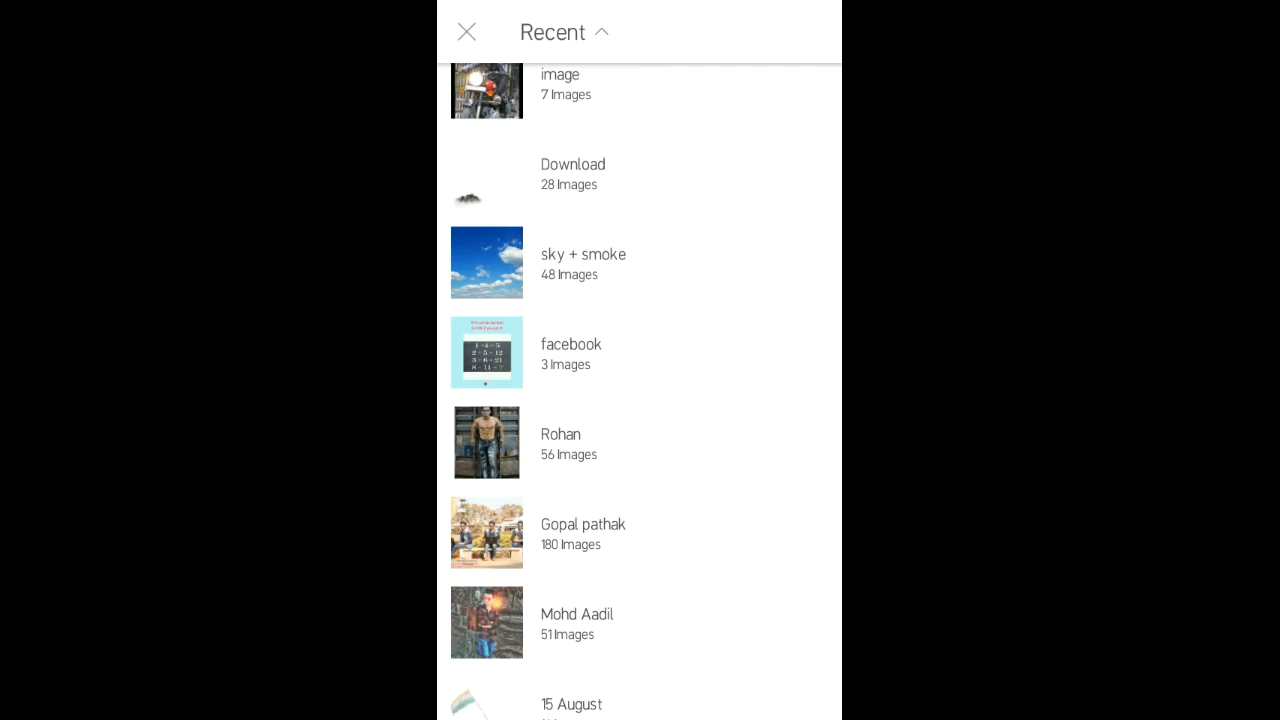 Recent
image
7 Images
Download
28 Images
sky + smoke
48 Images
facebook
3 Images
Rohan
56 Images
Gopal pathak
180 Images
Mohd Aadil
51 Images
15 August